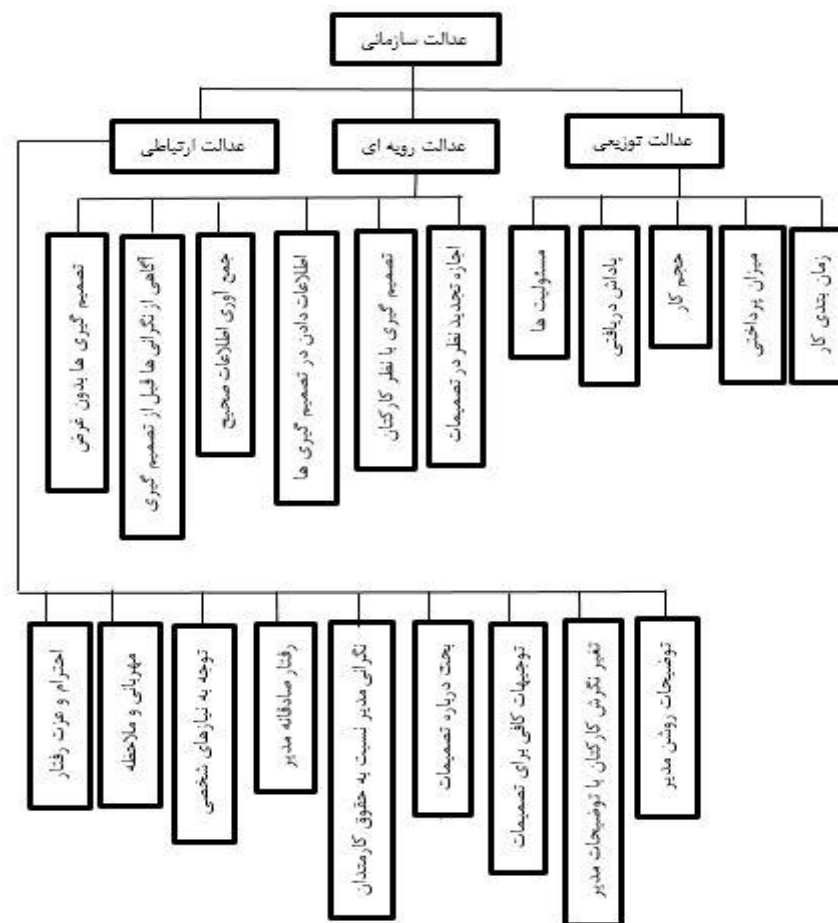 عدالت سازمانی
عدالت توزیعی
عدالت رویه ای
عدالت ارتباطی
زمان بندی کار
میزان پرداختی
حجم کار
پاداش دریافتی
مسئولیت ها
اجازه تجدید نظر در تصمیمات
تصمیم گیری با نظر کارکنان
اطلاعات دادن در تصمیم گیری ها
جمع آوری اطلاعات صحیح
آگاهی از نگرانی ها قبل از تصمیم گیری
تصمیم گیری ها بدون غرض
توضیحات روشن مدیر
تغیر نگرش کارکنان با توضیحات مدیر
توجیهات کافی برای تصمیمات
بحث درباره تصمیمات
نگرانی مدیر نسبت به حقوق کارمتدان
رفتار صادقانه مدیر
توجه به نیازهای شخصی
مهربانی و ملاحظه
احترام و عزت رفتار